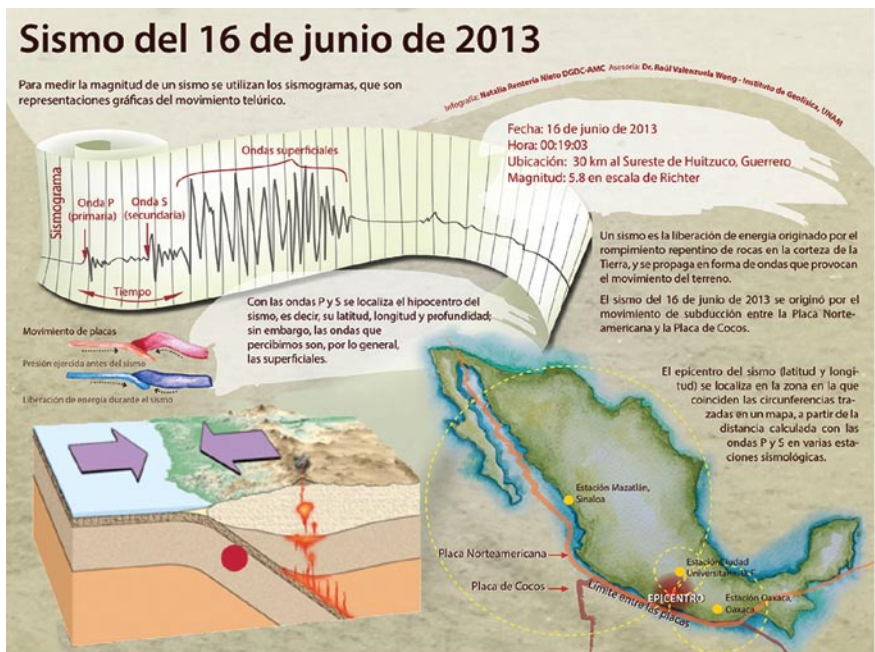 Sismo del 16 de junio de 2013
Para medir la magnitud de un sismo se utilizan los sismogramas, que son
representaciones gráficas del movimiento telúrico.
Infografía: Natalia Rentería Nieto DGDC-AMC Asesoría: Dr. Raúl Valenzuela Wong - Instituto de Geofísica, UNAM
Fecha: 16 de junio de 2013
Hora: 00:19:03
Ubicación: 30 km al Sureste de Huitzuco, Guerrero
Magnitud: 5.8 en escala de Richter
Sismograma
Onda P
(primaria)
Onda S
(secundaria)
Ondas superficiales
Tiempo
Un sismo es la liberación de energía originado por el
rompimiento repentino de rocas en la corteza de la
Tierra, y se propaga en forma de ondas que provocan
el movimiento del terreno.
El sismo del 16 de junio de 2013 se originó por el
movimiento de subducción entre la Placa Norte-
americana y la Placa de Cocos.
Con las ondas P y S se localiza el hipocentro del
sismo, es decir, su latitud, longitud y profundidad;
sin embargo, las ondas que
percibimos son, por lo general,
las superficiales.
Movimiento de placas
Presión ejercida antes del sismo
Liberación de energía durante el sismo
El epicentro del sismo (latitud y longi-
tud) se localiza en la zona en la que
coinciden las circunferencias tra-
zadas en un mapa, a partir de la
distancia calculada con las
ondas P y S en varias esta-
ciones sismológicas.
Estación Mazatlán,
Sinaloa
Placa Norteamericana
Placa de Cocos
Límite entre las placas
Estación Ciudad
EPICENTRO
Estación Oaxaca,
Oaxaca